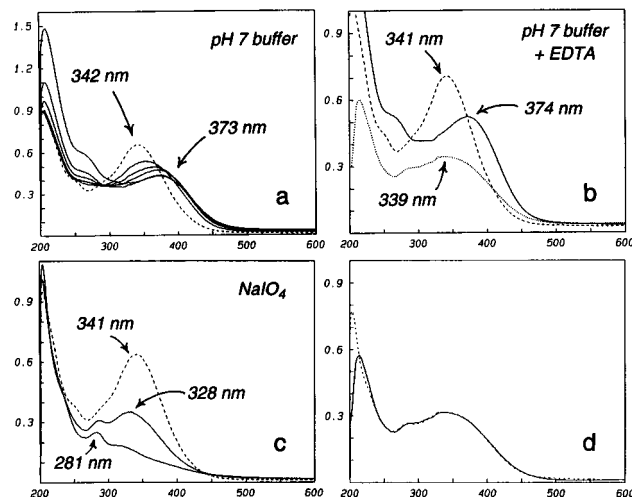 1.5
1.2
0.9
0.6
0.3
200 300 400 500 600
pH 7 buffer
342 nm
373 nm
a
0.9
0.6
0.3
200 300 400 500 600
pH 7 buffer
+ EDTA
341 nm
374 nm
339 nm
b
0.9
0.6
0.3
200 300 400 500 600
NaIO4
341 nm
328 nm
281 nm
c
0.9
0.6
0.3
200 300 400 500 600
d